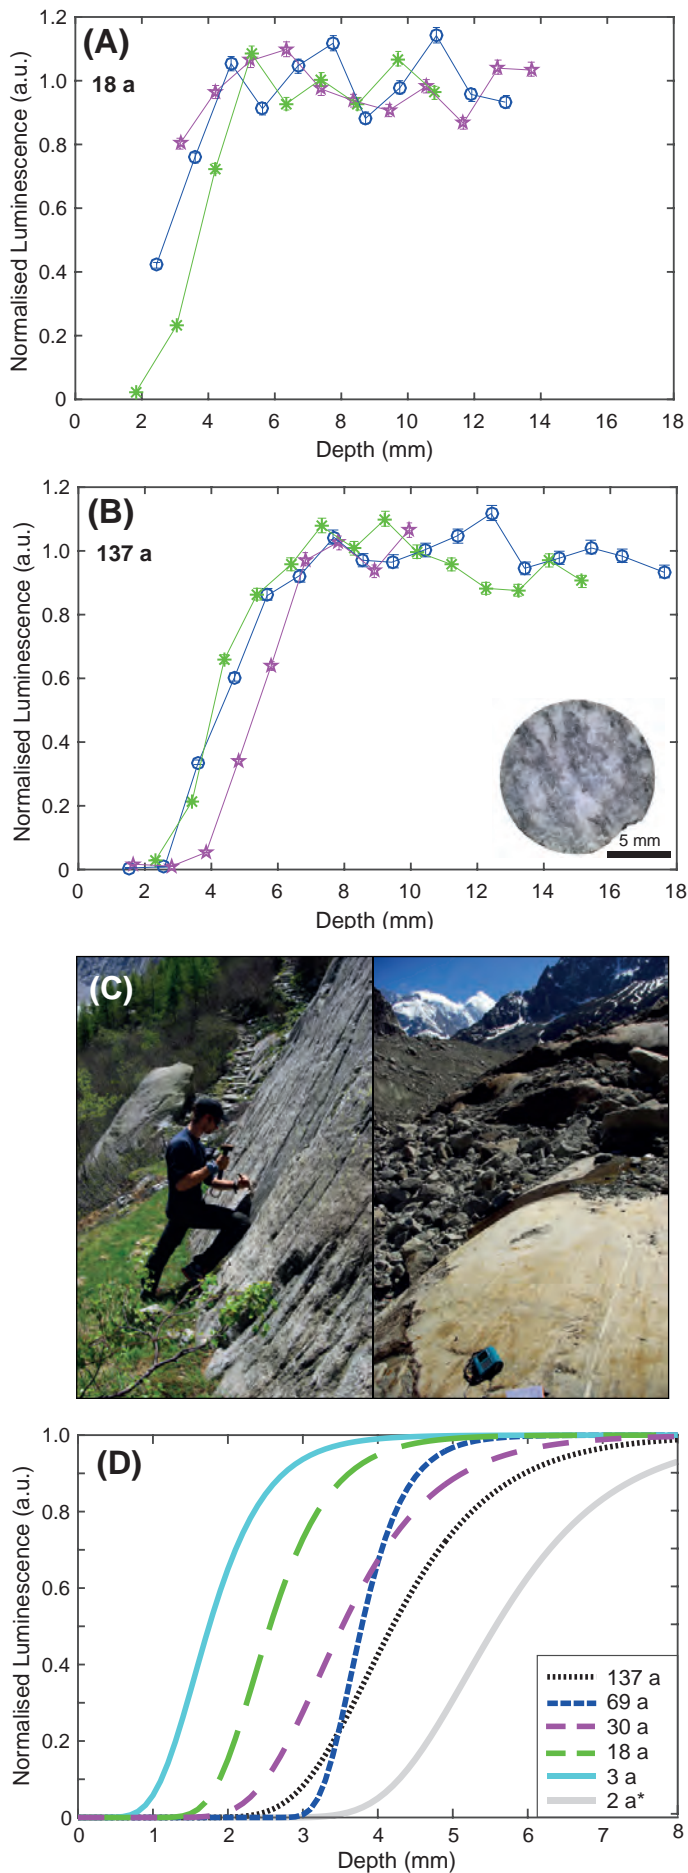 (A)
18 a
Normalised Luminescence (a.u.)
1.2
1.0
0.8
0.6
0.4
0.2
0
0 2 4 6 8 10 12 14 16 18
Depth (mm)
(B)
137 a
Normalised Luminescence (a.u.)
1.2
1.0
0.8
0.6
0.4
0.2
0
5 mm
0 2 4 6 8 10 12 14 16 18
Depth (mm)
(C)
(D)
Normalised Luminescence (a.u.)
1.0
0.8
0.6
0.4
0.2
0
137 a
69 a
30 a
18 a
3 a
2 a*
0 1 2 3 4 5 6 7 8
Depth (mm)